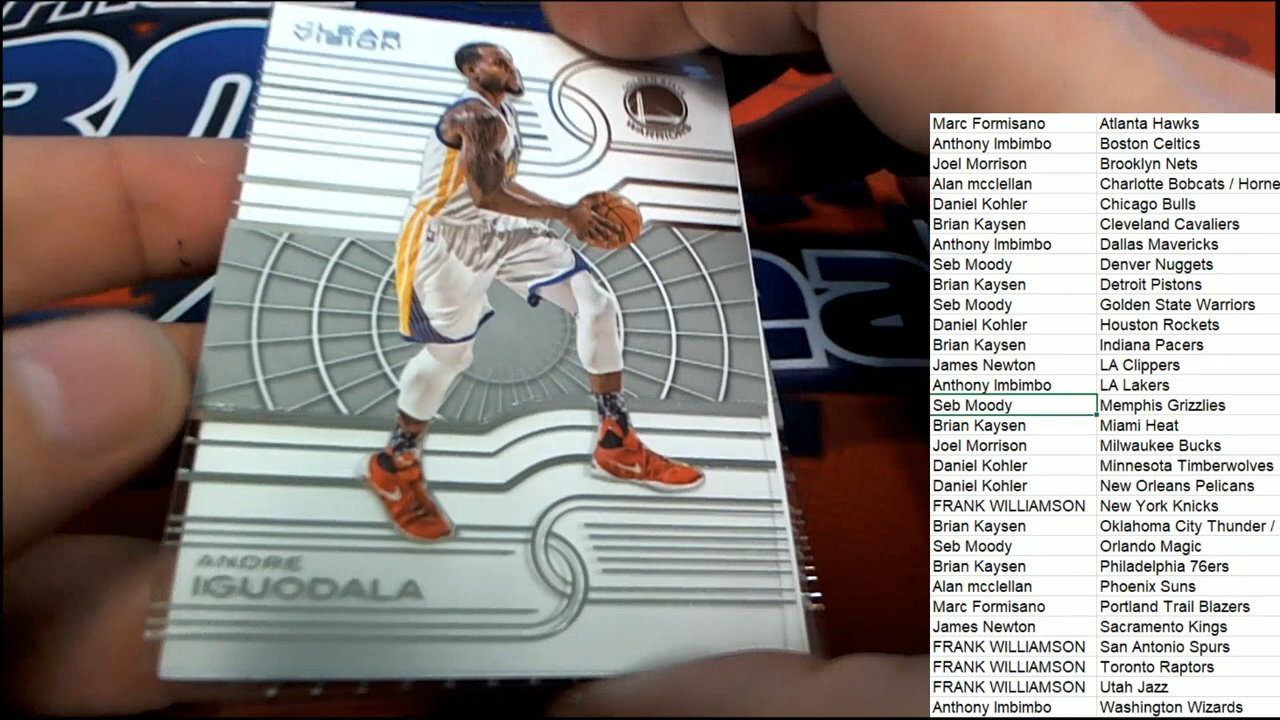 CLEAR
VISION
GOLDEN STATE
WARRIORS
ANDRE
IGUODALA
Marc Formisano Atlanta Hawks
Anthony Imbimbo Boston Celtics
Joel Morrison Brooklyn Nets
Alan mcclellan Charlotte Bobcats / Horne
Daniel Kohler Chicago Bulls
Brian Kaysen Cleveland Cavaliers
Anthony Imbimbo Dallas Mavericks
Seb Moody Denver Nuggets
Brian Kaysen Detroit Pistons
Seb Moody Golden State Warriors
Daniel Kohler Houston Rockets
Brian Kaysen Indiana Pacers
James Newton LA Clippers
Anthony Imbimbo LA Lakers
Seb Moody Memphis Grizzlies
Brian Kaysen Miami Heat
Joel Morrison Milwaukee Bucks
Daniel Kohler Minnesota Timberwolves
Daniel Kohler New Orleans Pelicans
FRANK WILLIAMSON New York Knicks
Brian Kaysen Oklahoma City Thunder /
Seb Moody Orlando Magic
Brian Kaysen Philadelphia 76ers
Alan mcclellan Phoenix Suns
Marc Formisano Portland Trail Blazers
James Newton Sacramento Kings
FRANK WILLIAMSON San Antonio Spurs
FRANK WILLIAMSON Toronto Raptors
FRANK WILLIAMSON Utah Jazz
Anthony Imbimbo Washington Wizards